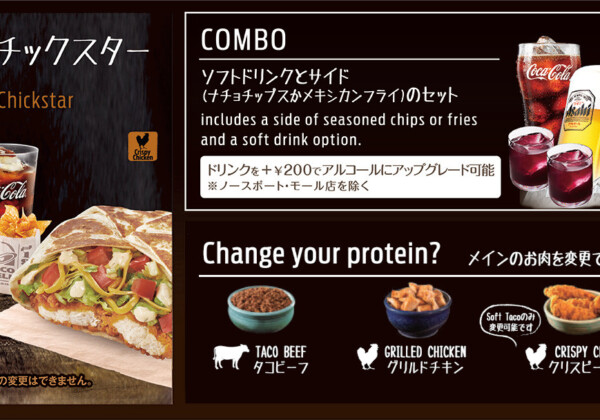 チックスター
Chickstar
Crispy
Chicken
の変更はできません。
COMBO
ソフトドリンクとサイド
(ナチョチップスかメキシカンフライ)のセット
includes a side of seasoned chips or fries
and a soft drink option.
ドリンクを+¥200でアルコールにアップグレード可能
※ノースポート・モール店を除く
Coca-Cola
Asahi
Change your protein?
メインのお肉を変更で
TACO BEEF
タコビーフ
GRILLED CHICKEN
グリルドチキン
Soft Tacoのみ
変更可能です
CRISPY C
クリスピー